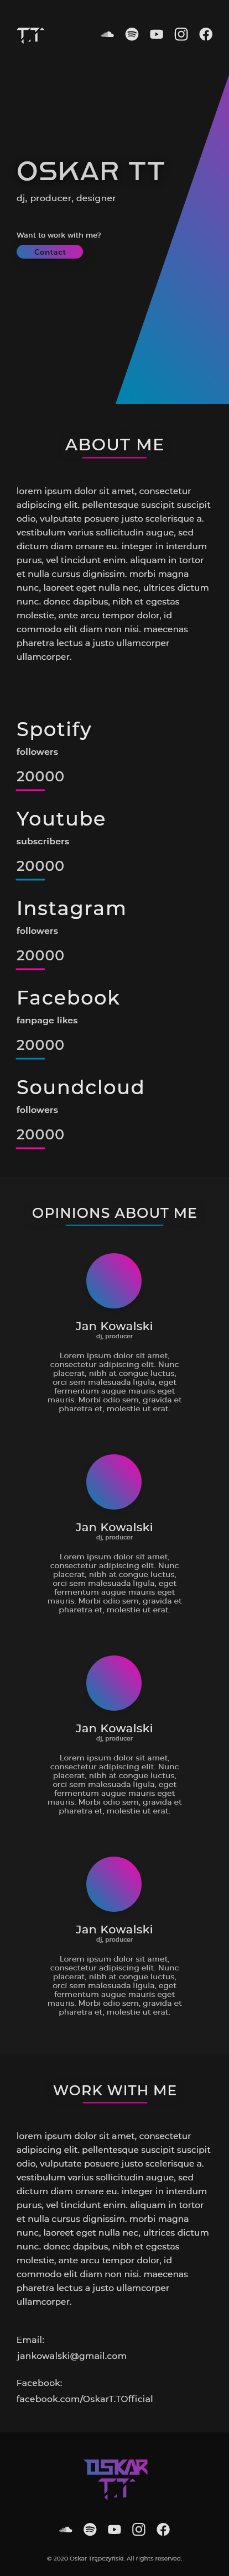 TT
OSKAR TT
dj, producer, designer
Want to work with me?
Contact
ABOUT ME
lorem ipsum dolor sit amet, consectetur
adipiscing elit. pellentesque suscipit suscipit
odio, vulputate posuere justo scelerisque a.
vestibulum varius sollicitudin augue, sed
dictum diam ornare eu. integer in interdum
purus, vel tincidunt enim. aliquam in tortor
et nulla cursus dignissim. morbi magna
nunc, laoreet eget nulla nec, ultrices dictum
nunc. donec dapibus, nibh et egestas
molestie, ante arcu tempor dolor, id
commodo elit diam non nisi. maecenas
pharetra lectus a justo ullamcorper
ullamcorper.
Spotify
followers
20000
Youtube
subscribers
20000
Instagram
followers
20000
Facebook
fanpage likes
20000
Soundcloud
followers
20000
OPINIONS ABOUT ME
Jan Kowalski
dj, producer
Lorem ipsum dolor sit amet,
consectetur adipiscing elit. Nunc
placerat, nibh at congue luctus,
orci sem malesuada ligula, eget
fermentum augue mauris eget
mauris. Morbi odio sem, gravida et
pharetra et, molestie ut erat.
Jan Kowalski
dj, producer
Lorem ipsum dolor sit amet,
consectetur adipiscing elit. Nunc
placerat, nibh at congue luctus,
orci sem malesuada ligula, eget
fermentum augue mauris eget
mauris. Morbi odio sem, gravida et
pharetra et, molestie ut erat.
Jan Kowalski
dj, producer
Lorem ipsum dolor sit amet,
consectetur adipiscing elit. Nunc
placerat, nibh at congue luctus,
orci sem malesuada ligula, eget
fermentum augue mauris eget
mauris. Morbi odio sem, gravida et
pharetra et, molestie ut erat.
Jan Kowalski
dj, producer
Lorem ipsum dolor sit amet,
consectetur adipiscing elit. Nunc
placerat, nibh at congue luctus,
orci sem malesuada ligula, eget
fermentum augue mauris eget
mauris. Morbi odio sem, gravida et
pharetra et, molestie ut erat.
WORK WITH ME
lorem ipsum dolor sit amet, consectetur
adipiscing elit. pellentesque suscipit suscipit
odio, vulputate posuere justo scelerisque a.
vestibulum varius sollicitudin augue, sed
dictum diam ornare eu. integer in interdum
purus, vel tincidunt enim. aliquam in tortor
et nulla cursus dignissim. morbi magna
nunc, laoreet eget nulla nec, ultrices dictum
nunc. donec dapibus, nibh et egestas
molestie, ante arcu tempor dolor, id
commodo elit diam non nisi. maecenas
pharetra lectus a justo ullamcorper
ullamcorper.
Email:
jankowalski@gmail.com
Facebook:
facebook.com/OskarT.TOfficial
OSKAR
TT
© 2020 Oskar Trąpczyński. All rights reserved.